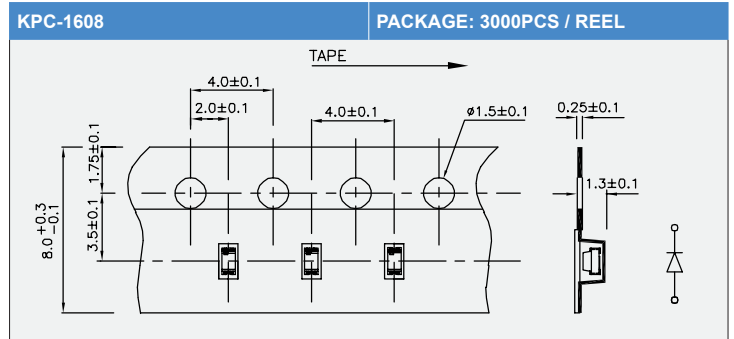 KPC-1608
PACKAGE: 3000PCS / REEL
TAPE
4.0±0.1
2.0±0.1
4.0±0.1
ø1.5±0.1
0.25±0.1
1.75±0.1
1.3±0.1
3.5±0.1
8.0 +0.3 -0.1